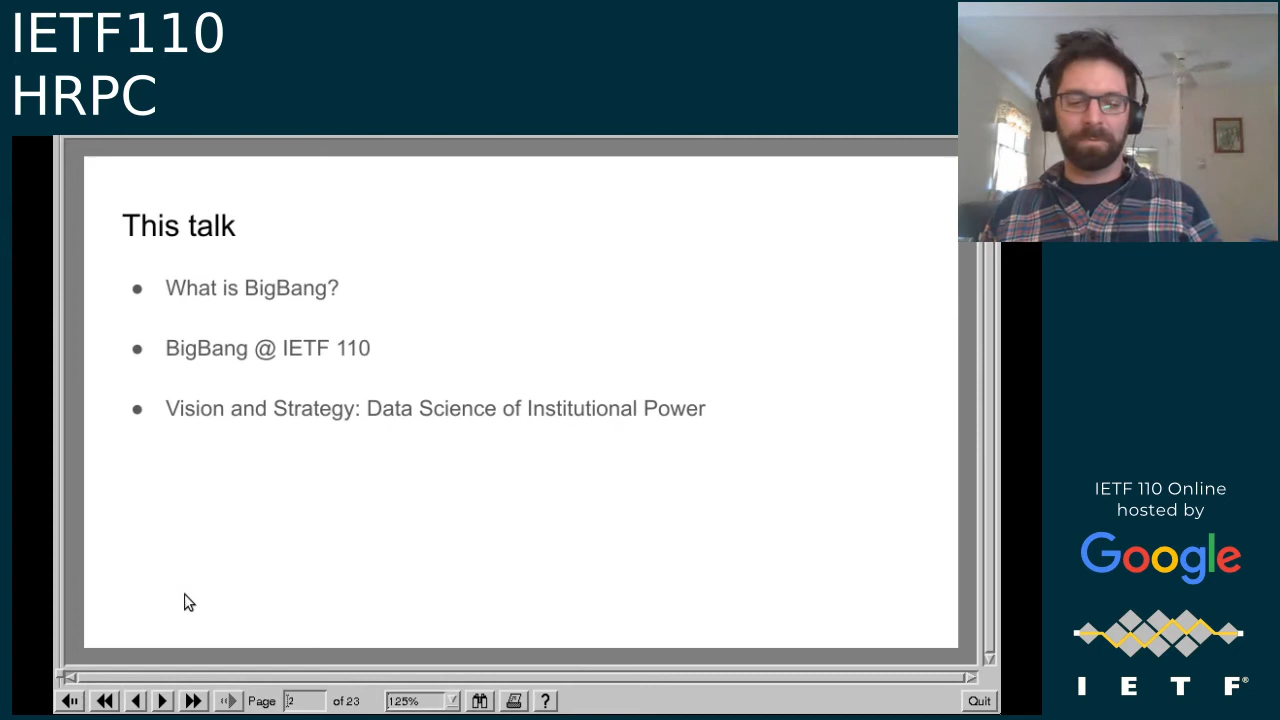 IETF110
HRPC
This talk
● What is BigBang?
● BigBang @ IETF 110
● Vision and Strategy: Data Science of Institutional Power
IETF 110 Online
hosted by
Google
I E T F®
Page 2 of 23 125% ? Quit